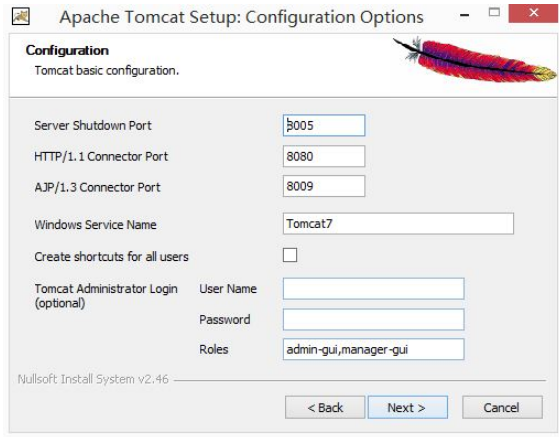 Apache Tomcat Setup: Configuration Options
Configuration
Tomcat basic configuration.
Server Shutdown Port 8005
HTTP/1.1 Connector Port 8080
AJP/1.3 Connector Port 8009
Windows Service Name Tomcat7
Create shortcuts for all users
Tomcat Administrator Login User Name
(optional)
Password
Roles admin-gui,manager-gui
Nullsoft Install System v2.46
< Back Next > Cancel